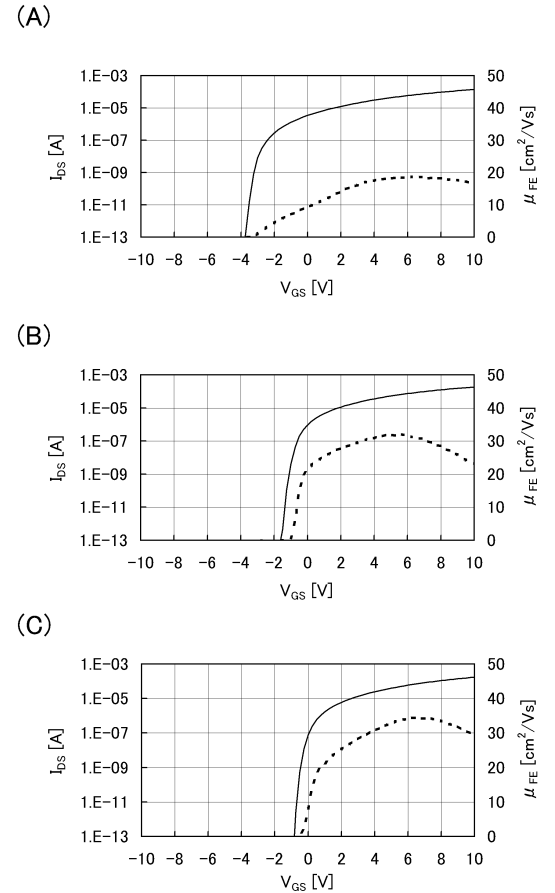 (A)
1.E−03 50
1.E−05 40
1.E−07 30
1.E−09 20
1.E−11 10
1.E−13 0
I_DS [A]
μ_FE [cm²/Vs]
−10 −8 −6 −4 −2 0 2 4 6 8 10
V_GS [V]
(B)
1.E−03 50
1.E−05 40
1.E−07 30
1.E−09 20
1.E−11 10
1.E−13 0
I_DS [A]
μ_FE [cm²/Vs]
−10 −8 −6 −4 −2 0 2 4 6 8 10
V_GS [V]
(C)
1.E−03 50
1.E−05 40
1.E−07 30
1.E−09 20
1.E−11 10
1.E−13 0
I_DS [A]
μ_FE [cm²/Vs]
−10 −8 −6 −4 −2 0 2 4 6 8 10
V_GS [V]